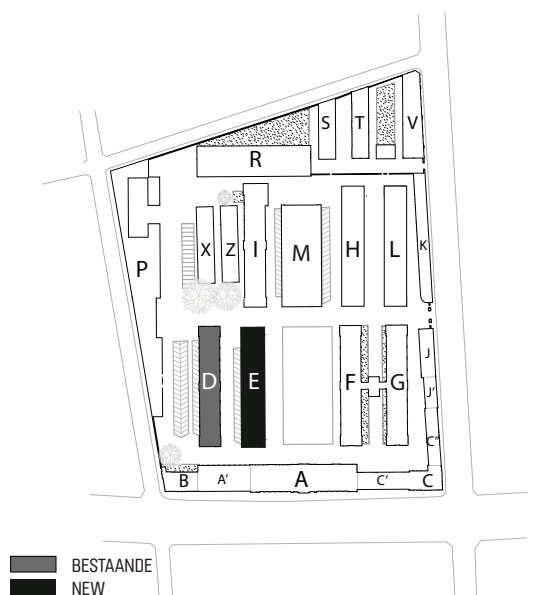 S T V
R
P X Z I M H L K
D E F G J
J'
C"
B A' A C' C
BESTAANDE
NEW